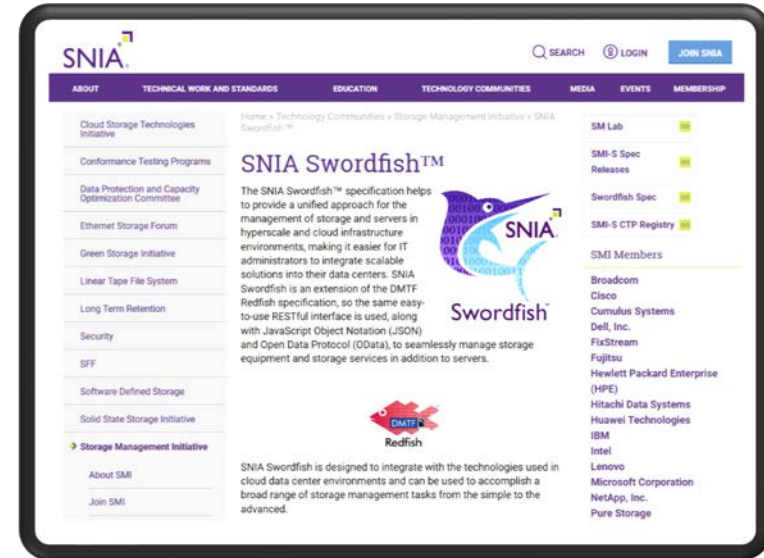 SNIA
SEARCH
LOGIN
JOIN SNIA
ABOUT
TECHNICAL WORK AND STANDARDS
EDUCATION
TECHNOLOGY COMMUNITIES
MEDIA
EVENTS
MEMBERSHIP
Cloud Storage Technologies
Initiative
Conformance Testing Programs
Data Protection and Capacity
Optimization Committee
Ethernet Storage Forum
Green Storage Initiative
Linear Tape File System
Long Term Retention
Security
SFF
Software Defined Storage
Solid State Storage Initiative
Storage Management Initiative
About SMI
Join SMI
Home » Technology Communities » Storage Management Initiative » SNIA
Swordfish™
SNIA Swordfish™
The SNIA Swordfish™ specification helps
to provide a unified approach for the
management of storage and servers in
hyperscale and cloud infrastructure
environments, making it easier for IT
administrators to integrate scalable
solutions into their data centers. SNIA
Swordfish is an extension of the DMTF
Redfish specification, so the same easy-
to-use RESTful interface is used, along
with JavaScript Object Notation (JSON)
and Open Data Protocol (OData), to seamlessly manage storage
equipment and storage services in addition to servers.
SNIA
Swordfish™
DMTF
Redfish
SNIA Swordfish is designed to integrate with the technologies used in
cloud data center environments and can be used to accomplish a
broad range of storage management tasks from the simple to the
advanced.
SM Lab
SMI-S Spec
Releases
Swordfish Spec
SMI-S CTP Registry
SMI Members
Broadcom
Cisco
Cumulus Systems
Dell, Inc.
FixStream
Fujitsu
Hewlett Packard Enterprise
(HPE)
Hitachi Data Systems
Huawei Technologies
IBM
Intel
Lenovo
Microsoft Corporation
NetApp, Inc.
Pure Storage